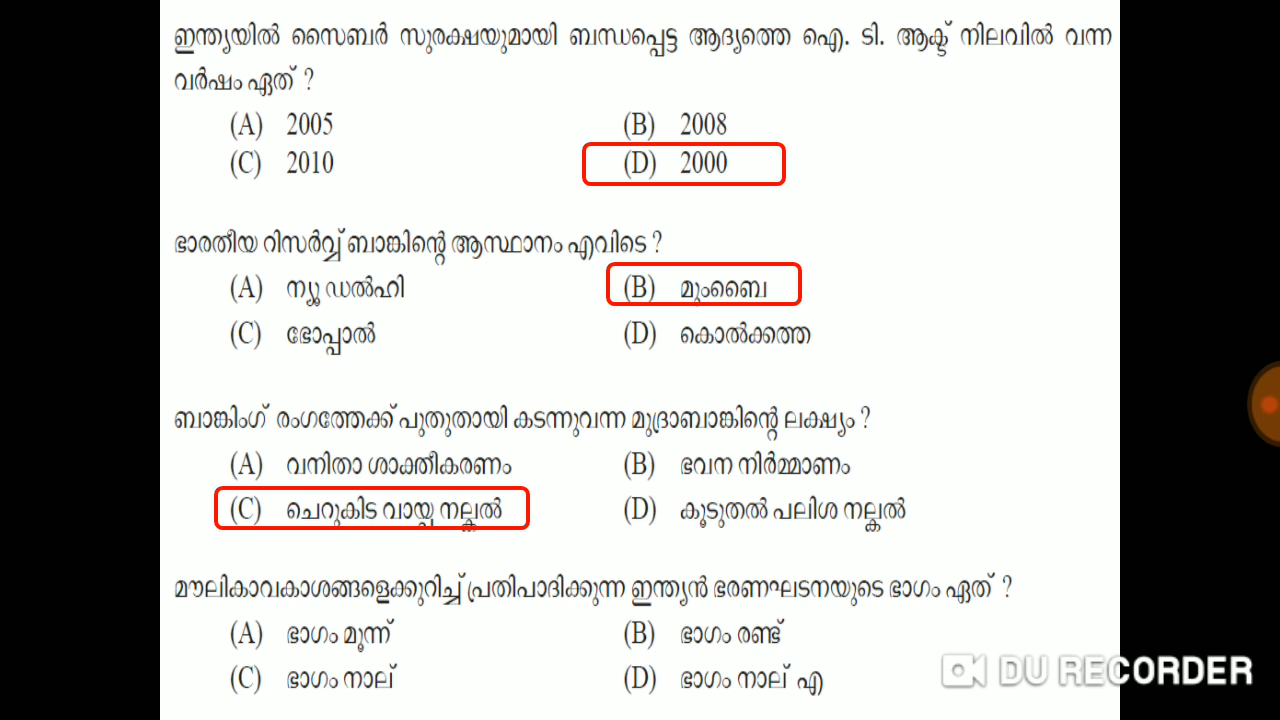 ഇന്ത്യയിൽ സൈബർ സുരക്ഷയുമായി ബന്ധപ്പെട്ട ആദ്യത്തെ ഐ. ടി. ആക്ട് നിലവിൽ വന്ന
വർഷം ഏത് ?
(A) 2005 (B) 2008
(C) 2010 (D) 2000
ഭാരതീയ റിസർവ്വ് ബാങ്കിന്റെ ആസ്ഥാനം എവിടെ ?
(A) ന്യൂ ഡൽഹി (B) മുംബൈ
(C) ഭോപ്പാൽ (D) കൊൽക്കത്ത
ബാങ്കിംഗ് രംഗത്തേക്ക് പുതുതായി കടന്നുവന്ന മുദ്രാബാങ്കിന്റെ ലക്ഷ്യം ?
(A) വനിതാ ശാക്തീകരണം (B) ഭവന നിർമ്മാണം
(C) ചെറുകിട വായ്പ നല്കൽ (D) കൂടുതൽ പലിശ നല്കൽ
മൗലികാവകാശങ്ങളെക്കുറിച്ച് പ്രതിപാദിക്കുന്ന ഇന്ത്യൻ ഭരണഘടനയുടെ ഭാഗം ഏത് ?
(A) ഭാഗം മൂന്ന് (B) ഭാഗം രണ്ട്
(C) ഭാഗം നാല് (D) ഭാഗം നാല് എ
DU RECORDER